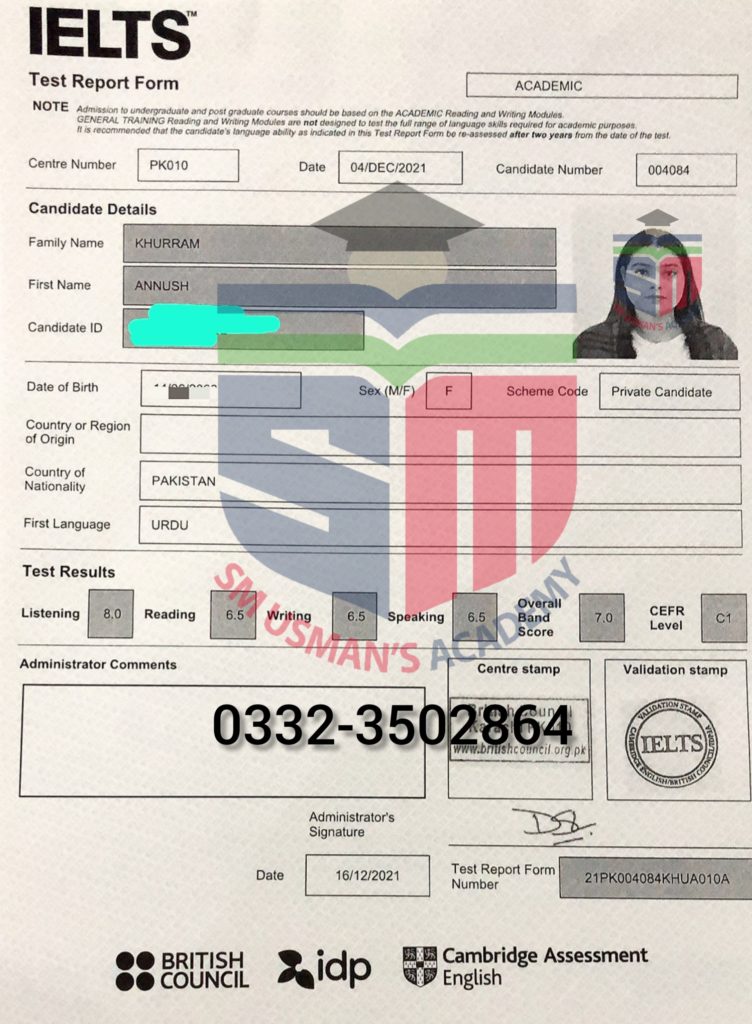 IELTS™
Test Report Form
ACADEMIC
NOTE Admission to undergraduate and post graduate courses should be based on the ACADEMIC Reading and Writing Modules.
GENERAL TRAINING Reading and Writing Modules are not designed to test the full range of language skills required for academic purposes.
It is recommended that the candidate's language ability as indicated in this Test Report Form be re-assessed after two years from the date of the test.
Centre Number PK010 Date 04/DEC/2021 Candidate Number 004084
Candidate Details
Family Name KHURRAM
First Name ANNUSH
Candidate ID
Date of Birth Sex (M/F) F Scheme Code Private Candidate
Country or Region
of Origin
Country of
Nationality PAKISTAN
First Language URDU
SM USMAN'S ACADEMY
Test Results
Listening 8.0 Reading 6.5 Writing 6.5 Speaking 6.5 Overall Band Score 7.0 CEFR Level C1
Administrator Comments
Centre stamp
Validation stamp
0332-3502864
British Council
www.britishcouncil.org.pk
VALIDATION STAMP
IELTS
CAMBRIDGE ENGLISH/BRITISH COUNCIL/IDP:IA
Administrator's
Signature
Date 16/12/2021
Test Report Form
Number 21PK004084KHUA010A
BRITISH
COUNCIL
idp
Cambridge Assessment
English